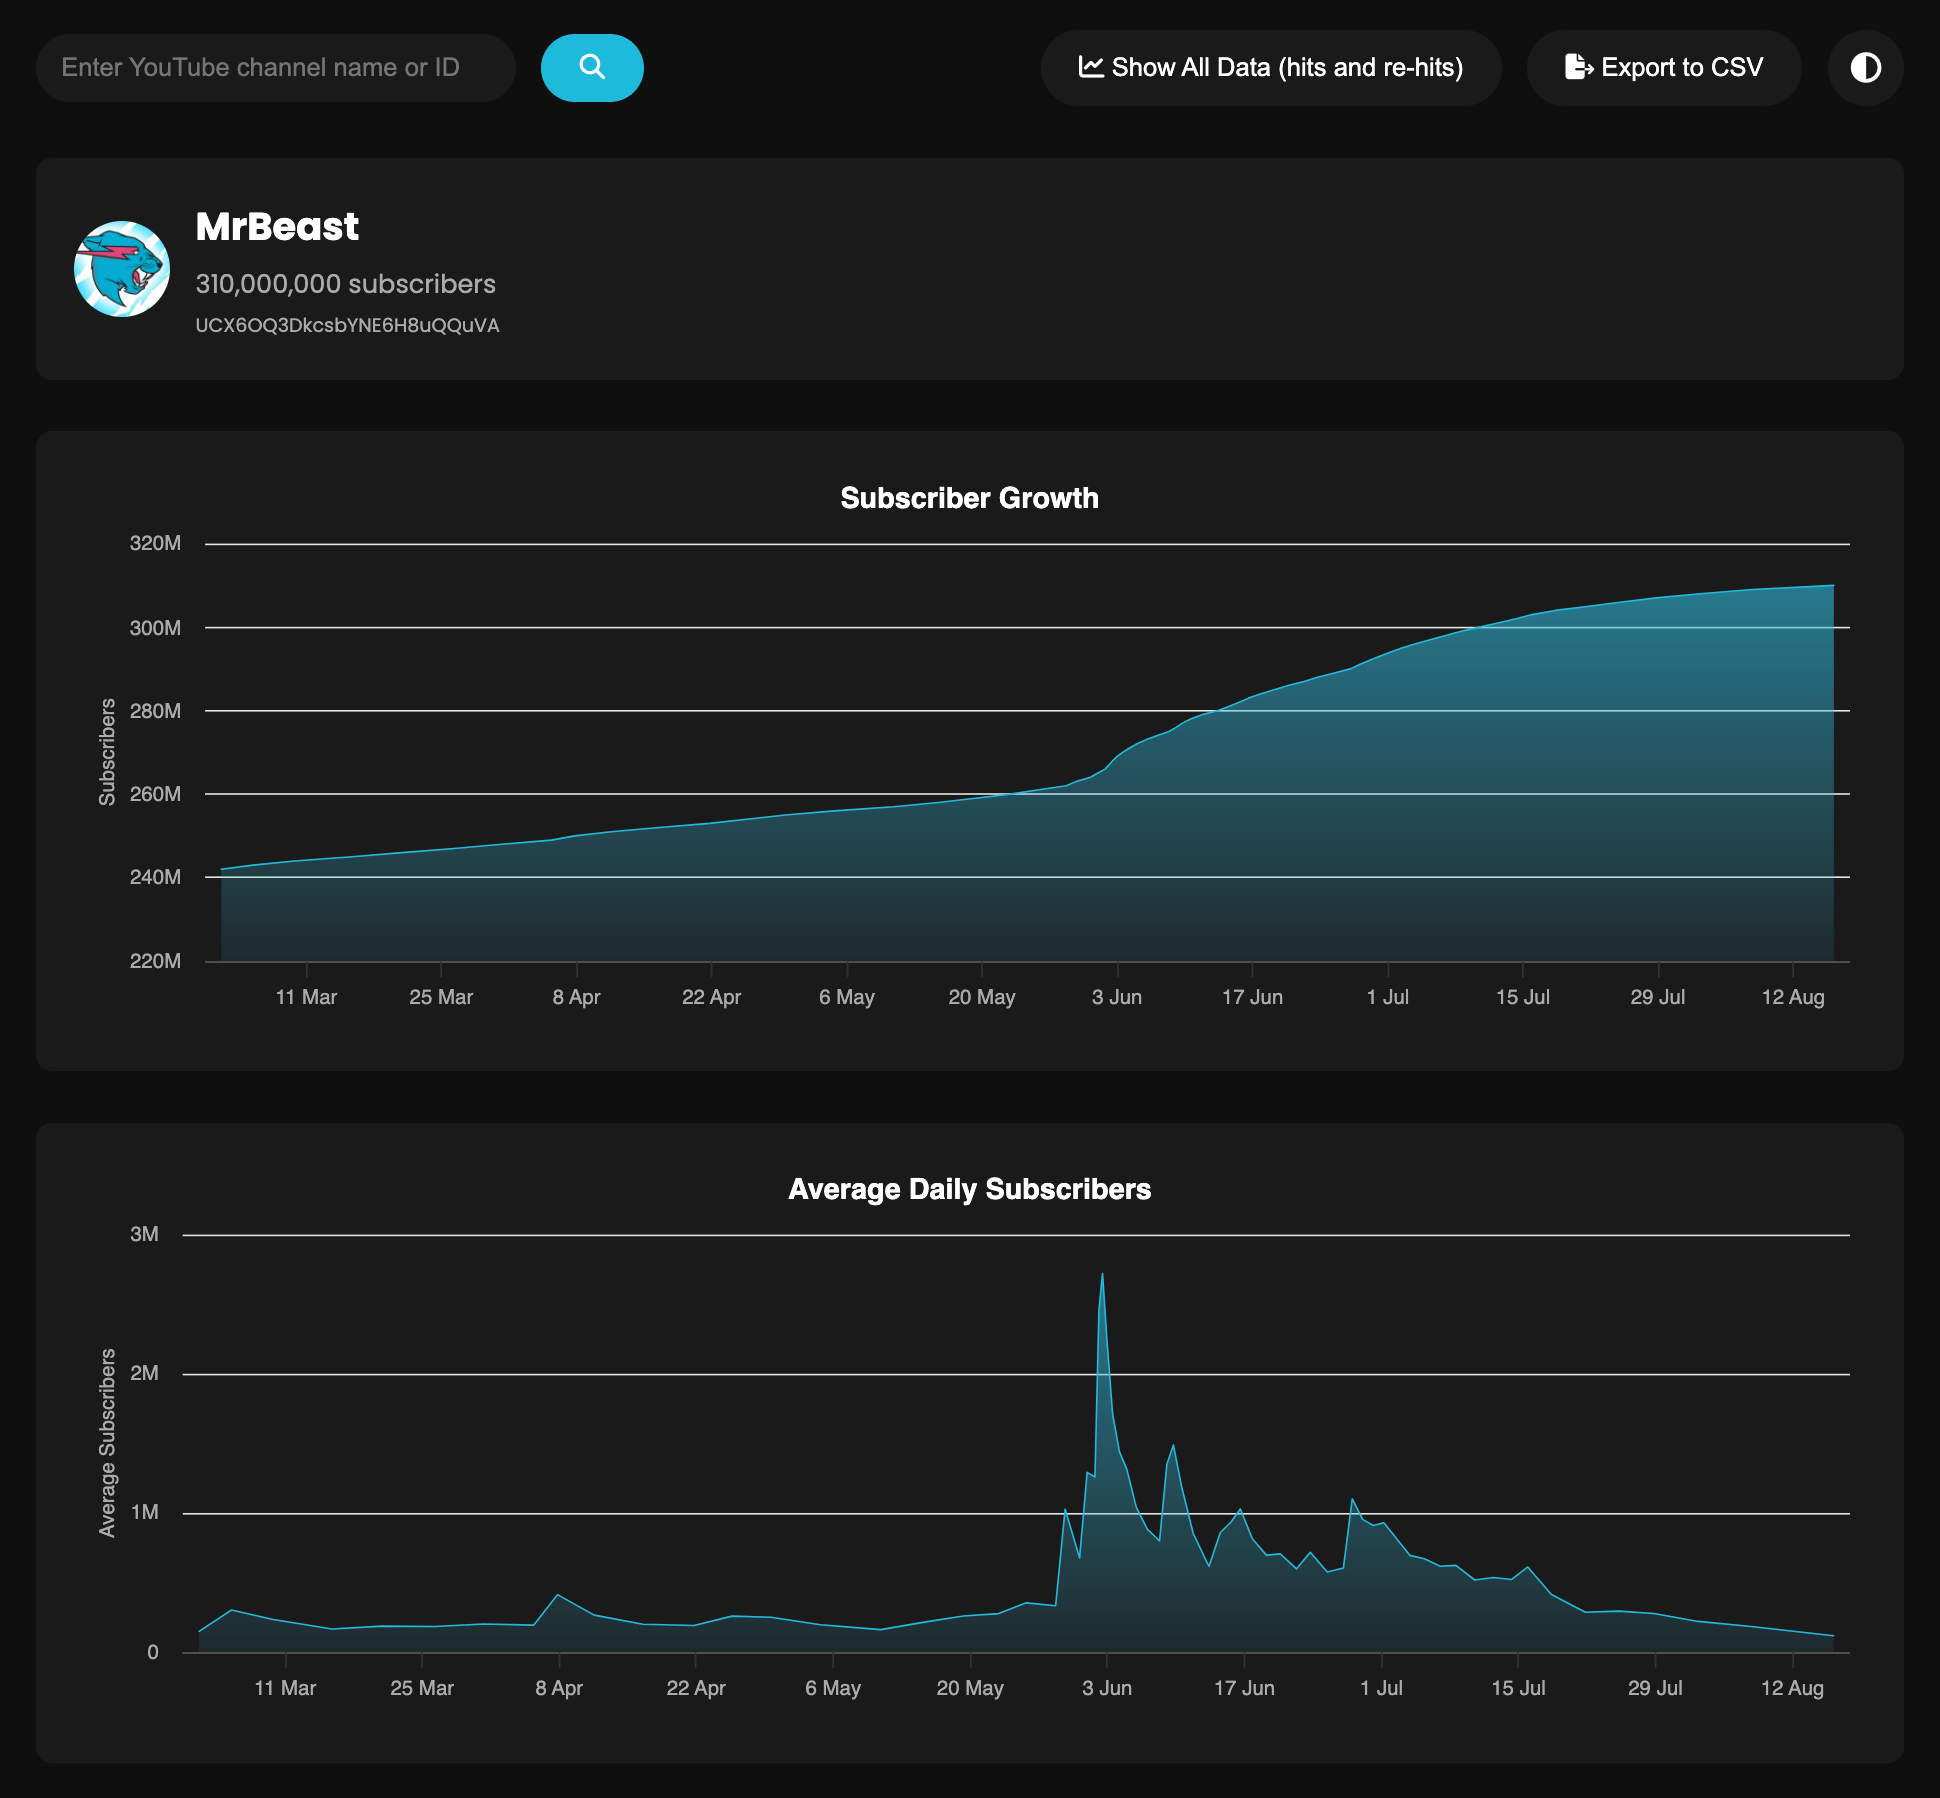 Enter YouTube channel name or ID
Show All Data (hits and re-hits)
Export to CSV
MrBeast
310,000,000 subscribers
UCX6OQ3DkcsbYNE6H8uQQuVA
Subscriber Growth
Subscribers
320M
300M
280M
260M
240M
220M
11 Mar 25 Mar 8 Apr 22 Apr 6 May 20 May 3 Jun 17 Jun 1 Jul 15 Jul 29 Jul 12 Aug
Average Daily Subscribers
Average Subscribers
3M
2M
1M
0
11 Mar 25 Mar 8 Apr 22 Apr 6 May 20 May 3 Jun 17 Jun 1 Jul 15 Jul 29 Jul 12 Aug